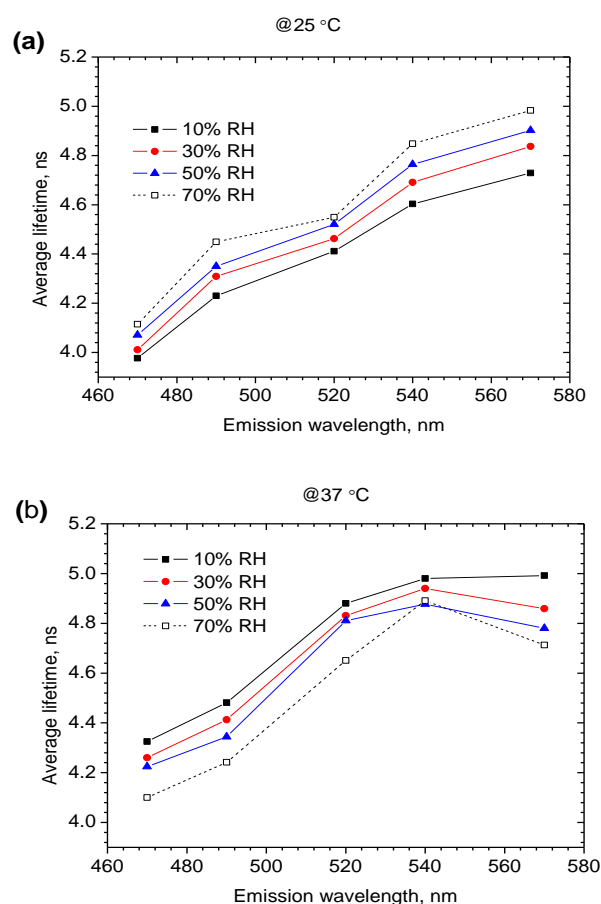 @25 °C
(a)
5.2
5.0
4.8
4.6
4.4
4.2
4.0
Average lifetime, ns
10% RH
30% RH
50% RH
70% RH
460 480 500 520 540 560 580
Emission wavelength, nm
@37 °C
(b)
5.2
5.0
4.8
4.6
4.4
4.2
4.0
Average lifetime, ns
10% RH
30% RH
50% RH
70% RH
460 480 500 520 540 560 580
Emission wavelength, nm